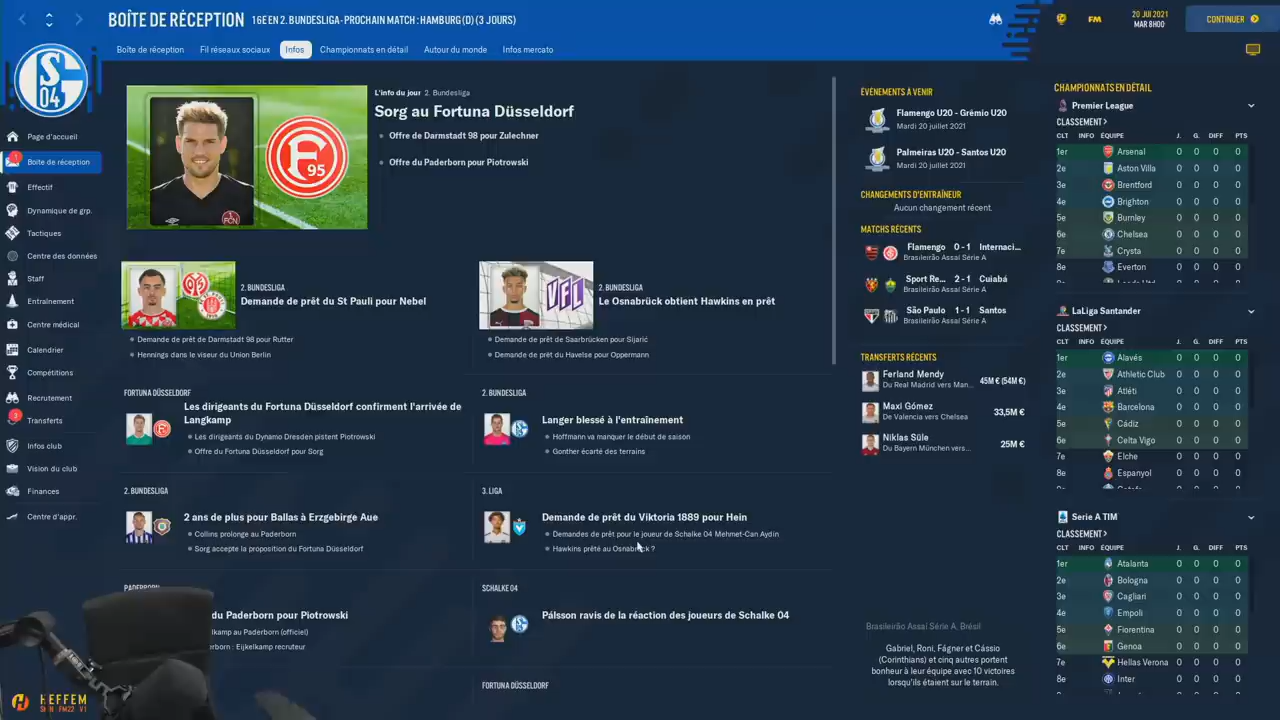 BOÎTE DE RÉCEPTION
16E EN 2. BUNDESLIGA- PROCHAIN MATCH : HAMBURG (D) (3 JOURS)
FM
20 JUI 2021
MAR 8H00
CONTINUER
Boîte de réception
Fil réseaux sociaux
Infos
Championnats en détail
Autour du monde
Infos mercato
S 04
Page d'accueil
1
Boîte de réception
Effectif
Dynamique de grp.
Tactiques
Centre des données
Staff
Entraînement
Centre médical
Calendrier
Compétitions
Recrutement
3
Transferts
Infos club
Vision du club
Finances
Centre d'appr.
F95
L'info du jour 2. Bundesliga
Sorg au Fortuna Düsseldorf
Offre de Darmstadt 98 pour Zulechner
Offre du Paderborn pour Piotrowski
2. BUNDESLIGA
Demande de prêt du St Pauli pour Nebel
Demande de prêt de Darmstadt 98 pour Rutter
Hennings dans le viseur du Union Berlin
VFL
2. BUNDESLIGA
Le Osnabrück obtient Hawkins en prêt
Demande de prêt de Saarbrücken pour Sijarić
Demande de prêt du Havelse pour Oppermann
FORTUNA DÜSSELDORF
Les dirigeants du Fortuna Düsseldorf confirment l'arrivée de
Langkamp
Les dirigeants du Dynamo Dresden pistent Piotrowski
Offre du Fortuna Düsseldorf pour Sorg
2. BUNDESLIGA
Langer blessé à l'entraînement
Hoffmann va manquer le début de saison
Gonther écarté des terrains
2. BUNDESLIGA
2 ans de plus pour Ballas à Erzgebirge Aue
Collins prolonge au Paderborn
Sorg accepte la proposition du Fortuna Düsseldorf
3. LIGA
Demande de prêt du Viktoria 1889 pour Hein
Demandes de prêt pour le joueur de Schalke 04 Mehmet-Can Aydin
Hawkins prêté au Osnabrück ?
PADERBORN
du Paderborn pour Piotrowski
lkamp au Paderborn (officiel)
rborn : Eijkelkamp recruteur
SCHALKE 04
Pálsson ravis de la réaction des joueurs de Schalke 04
FORTUNA DÜSSELDORF
ÉVÉNEMENTS À VENIR
Flamengo U20 - Grêmio U20
Mardi 20 juillet 2021
Palmeiras U20 - Santos U20
Mardi 20 juillet 2021
CHANGEMENTS D'ENTRAÎNEUR
Aucun changement récent.
MATCHS RÉCENTS
Flamengo 0 - 1 Internaci...
Brasileirão Assaí Série A
Sport Re... 2 - 1 Cuiabá
Brasileirão Assaí Série A
São Paulo 1 - 1 Santos
Brasileirão Assaí Série A
TRANSFERTS RÉCENTS
Ferland Mendy
Du Real Madrid vers Man...
45M € (54M €)
Maxi Gómez
De Valencia vers Chelsea
33,5M €
Niklas Süle
Du Bayern München vers...
25M €
Brasileirão Assaí Série A, Brésil
Gabriel, Roni, Fágner et Cássio
(Corinthians) et cinq autres portent
bonheur à leur équipe avec 10 victoires
lorsqu'ils étaient sur le terrain.
CHAMPIONNATS EN DÉTAIL
Premier League
CLASSEMENT >
CLT INFO ÉQUIPE J. G. DIFF PTS
1er Arsenal 0 0 0 0
2e Aston Villa 0 0 0 0
3e Brentford 0 0 0 0
4e Brighton 0 0 0 0
5e Burnley 0 0 0 0
6e Chelsea 0 0 0 0
7e Crysta 0 0 0 0
8e Everton 0 0 0 0
LaLiga Santander
CLASSEMENT >
CLT INFO ÉQUIPE J. G. DIFF PTS
1er Alavés 0 0 0 0
2e Athletic Club 0 0 0 0
3e Atléti 0 0 0 0
4e Barcelona 0 0 0 0
5e Cádiz 0 0 0 0
6e Celta Vigo 0 0 0 0
7e Elche 0 0 0 0
8e Espanyol 0 0 0 0
Serie A TIM
CLASSEMENT >
CLT INFO ÉQUIPE J. G. DIFF PTS
1er Atalanta 0 0 0 0
2e Bologna 0 0 0 0
3e Cagliari 0 0 0 0
4e Empoli 0 0 0 0
5e Fiorentina 0 0 0 0
6e Genoa 0 0 0 0
7e Hellas Verona 0 0 0 0
8e Inter 0 0 0 0
HEFFEM